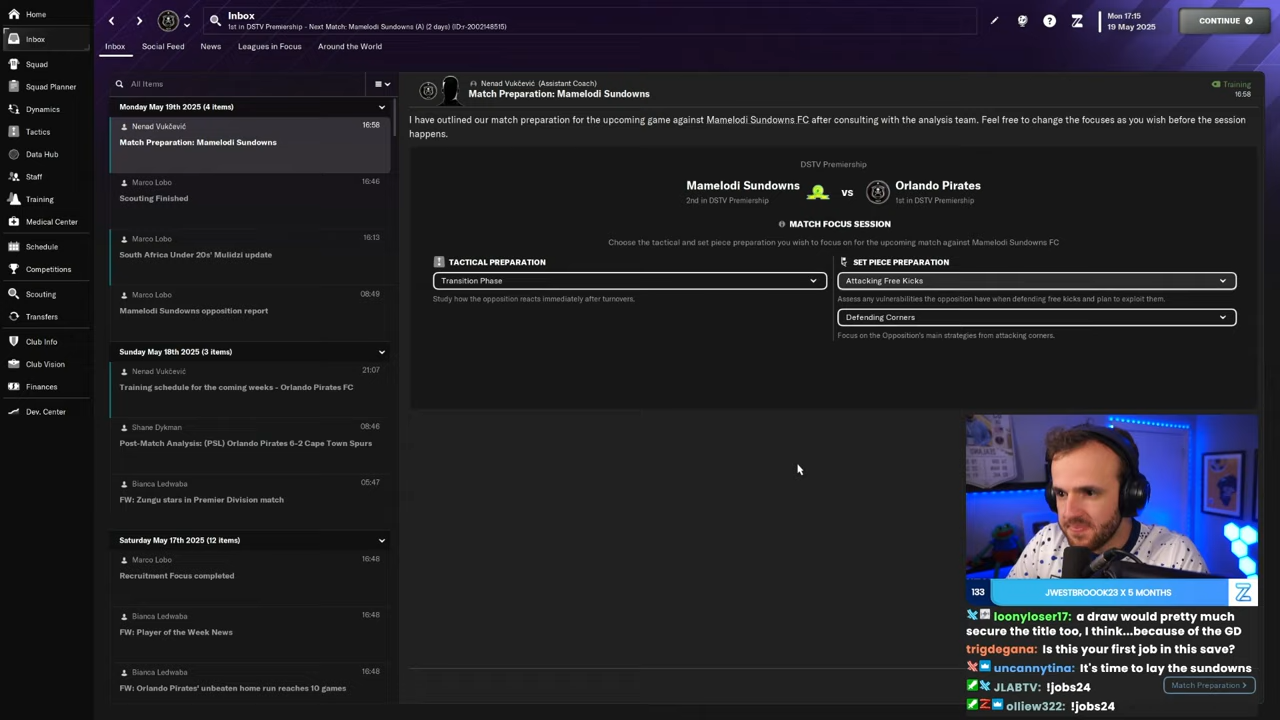 Home
Inbox
Squad
Squad Planner
Dynamics
Tactics
Data Hub
Staff
Training
Medical Center
Schedule
Competitions
Scouting
Transfers
Club Info
Club Vision
Finances
Dev. Center
Inbox
1st in DSTV Premiership - Next Match: Mamelodi Sundowns (A) (2 days) (ID:r-2002148515)
Mon 17:15
19 May 2025
CONTINUE
Inbox
Social Feed
News
Leagues in Focus
Around the World
All Items
Monday May 19th 2025 (4 items)
Nenad Vukčević 16:58
Match Preparation: Mamelodi Sundowns
Marco Lobo 16:46
Scouting Finished
Marco Lobo 16:13
South Africa Under 20s' Mulidzi update
Marco Lobo 08:49
Mamelodi Sundowns opposition report
Sunday May 18th 2025 (3 items)
Nenad Vukčević 21:07
Training schedule for the coming weeks - Orlando Pirates FC
Shane Dykman 08:46
Post-Match Analysis: (PSL) Orlando Pirates 6-2 Cape Town Spurs
Bianca Ledwaba 05:47
FW: Zungu stars in Premier Division match
Saturday May 17th 2025 (12 items)
Marco Lobo 16:48
Recruitment Focus completed
Bianca Ledwaba 16:48
FW: Player of the Week News
Bianca Ledwaba 16:48
FW: Orlando Pirates' unbeaten home run reaches 10 games
Nenad Vukčević (Assistant Coach)
Match Preparation: Mamelodi Sundowns
Training
16:58
I have outlined our match preparation for the upcoming game against Mamelodi Sundowns FC after consulting with the analysis team. Feel free to change the focuses as you wish before the session
happens.
DSTV Premiership
Mamelodi Sundowns vs Orlando Pirates
2nd in DSTV Premiership 1st in DSTV Premiership
MATCH FOCUS SESSION
Choose the tactical and set piece preparation you wish to focus on for the upcoming match against Mamelodi Sundowns FC
TACTICAL PREPARATION
Transition Phase
Study how the opposition reacts immediately after turnovers.
SET PIECE PREPARATION
Attacking Free Kicks
Assess any vulnerabilities the opposition have when defending free kicks and plan to exploit them.
Defending Corners
Focus on the Opposition's main strategies from attacking corners.
133 JWESTBROOOK23 X 5 MONTHS Z
loonyloser17: a draw would pretty much
secure the title too, I think...because of the GD
trigdegana: Is this your first job in this save?
uncannytina: It's time to lay the sundowns
JLABTV: !jobs24
olliew322: !jobs24
Match Preparation >